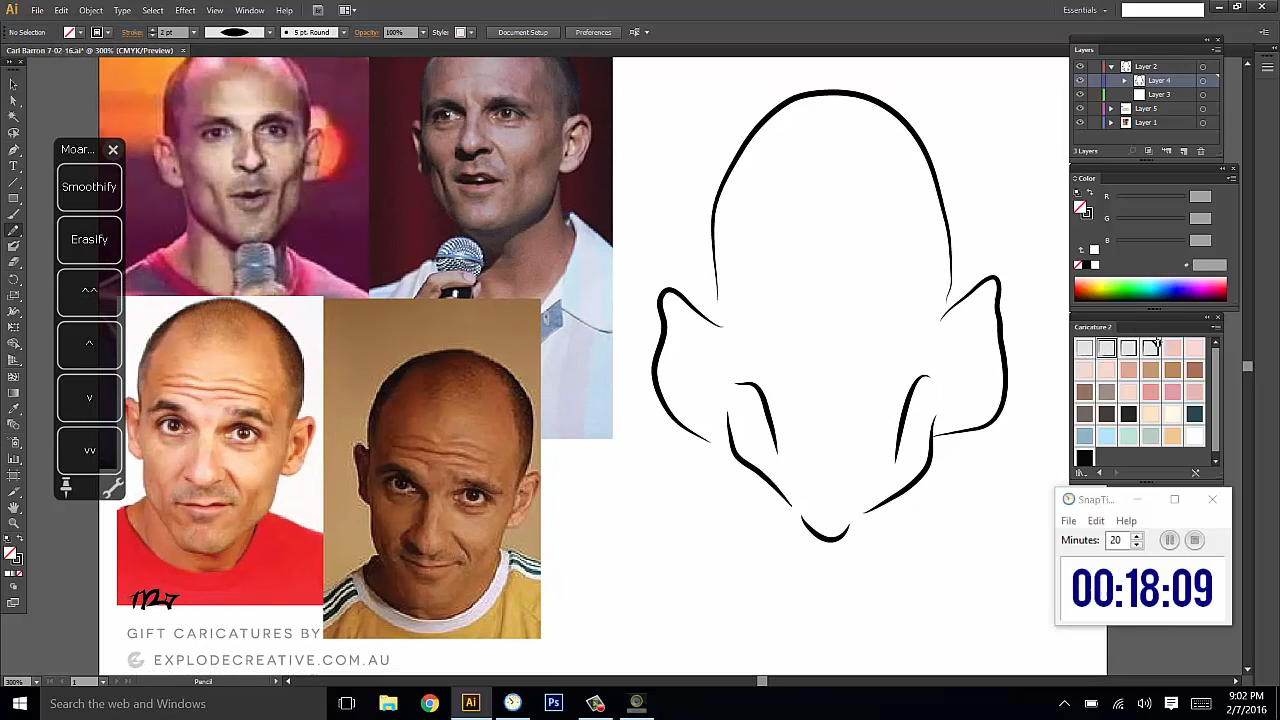 Ai File Edit Object Type Select Effect View Window Help Br Essentials
No Selection Stroke: 2 pt 5 pt. Round Opacity: 100% Style: Document Setup Preferences
Carl Barron 7-02-16.ai* @ 300% (CMYK/Preview) ×
Layers
Layer 2
Layer 4
Layer 3
Layer 5
Layer 1
3 Layers
Moar...
Smoothify
Erasify
^^
^
v
vv
Color
R
G
B
#
Caricature 2
SnapTi...
File Edit Help
Minutes: 20
00:18:09
GIFT CARICATURES BY
EXPLODECREATIVE.COM.AU
300% 1 Pencil
Search the web and Windows
Ai Ps
9:02 PM
2/7/2016